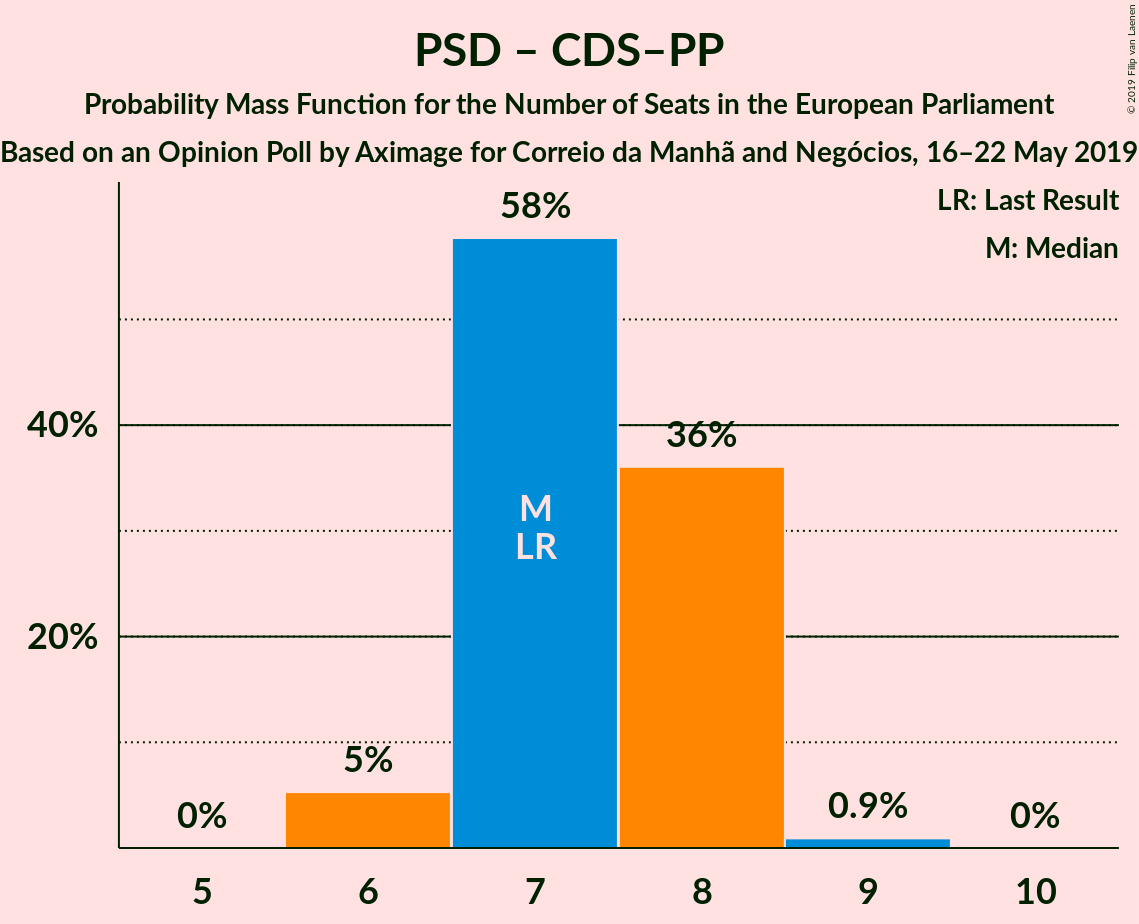 PSD – CDS–PP
Probability Mass Function for the Number of Seats in the European Parliament
Based on an Opinion Poll by Aximage for Correio da Manhã and Negócios, 16–22 May 2019
© 2019 Filip van Laenen
LR: Last Result
M: Median
58%
40%
36%
M
LR
20%
5%
0%
0.9%
0%
5
6
7
8
9
10